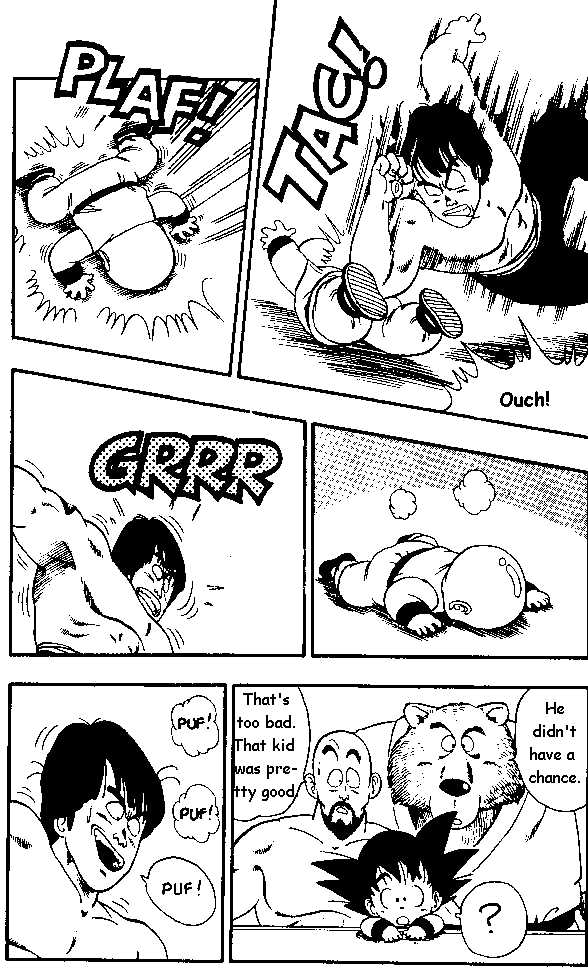 PLAF!
TAC!
Ouch!
GRRR
PUF!
PUF!
PUF!
That's
too bad.
That kid
was pre-
tty good.
He
didn't
have a
chance.
?